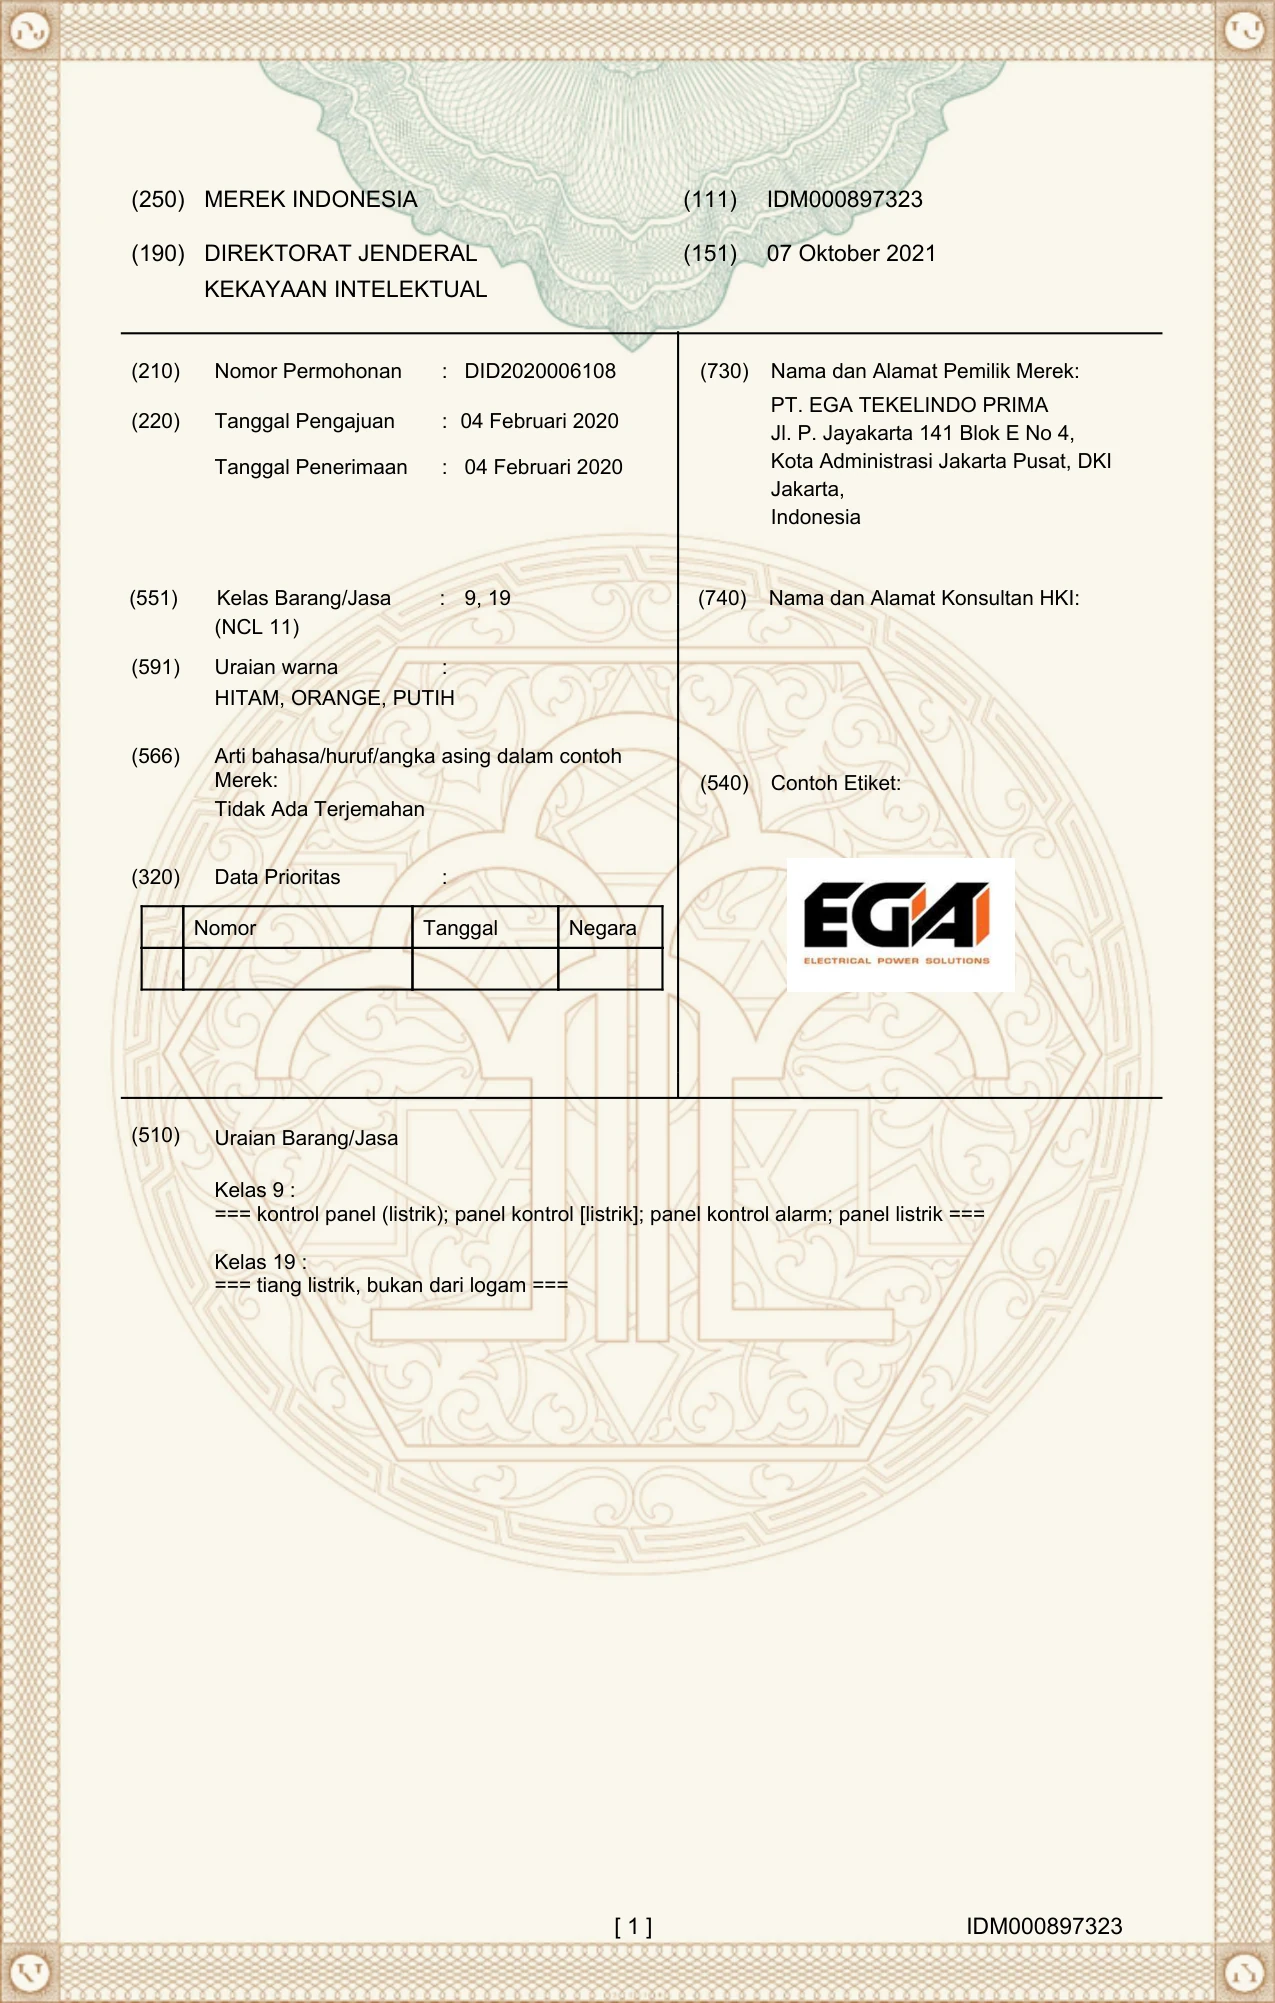 (250) MEREK INDONESIA
(111) IDM000897323
(190) DIREKTORAT JENDERAL
KEKAYAAN INTELEKTUAL
(151) 07 Oktober 2021
(210) Nomor Permohonan : DID2020006108
(220) Tanggal Pengajuan : 04 Februari 2020
Tanggal Penerimaan : 04 Februari 2020
(730) Nama dan Alamat Pemilik Merek:
PT. EGA TEKELINDO PRIMA
Jl. P. Jayakarta 141 Blok E No 4,
Kota Administrasi Jakarta Pusat, DKI
Jakarta,
Indonesia
(551) Kelas Barang/Jasa : 9, 19
(NCL 11)
(591) Uraian warna :
HITAM, ORANGE, PUTIH
(566) Arti bahasa/huruf/angka asing dalam contoh
Merek:
Tidak Ada Terjemahan
(320) Data Prioritas :
Nomor Tanggal Negara
(740) Nama dan Alamat Konsultan HKI:
(540) Contoh Etiket:
EGA
ELECTRICAL POWER SOLUTIONS
(510) Uraian Barang/Jasa
Kelas 9 :
=== kontrol panel (listrik); panel kontrol [listrik]; panel kontrol alarm; panel listrik ===
Kelas 19 :
=== tiang listrik, bukan dari logam ===
[ 1 ]
IDM000897323